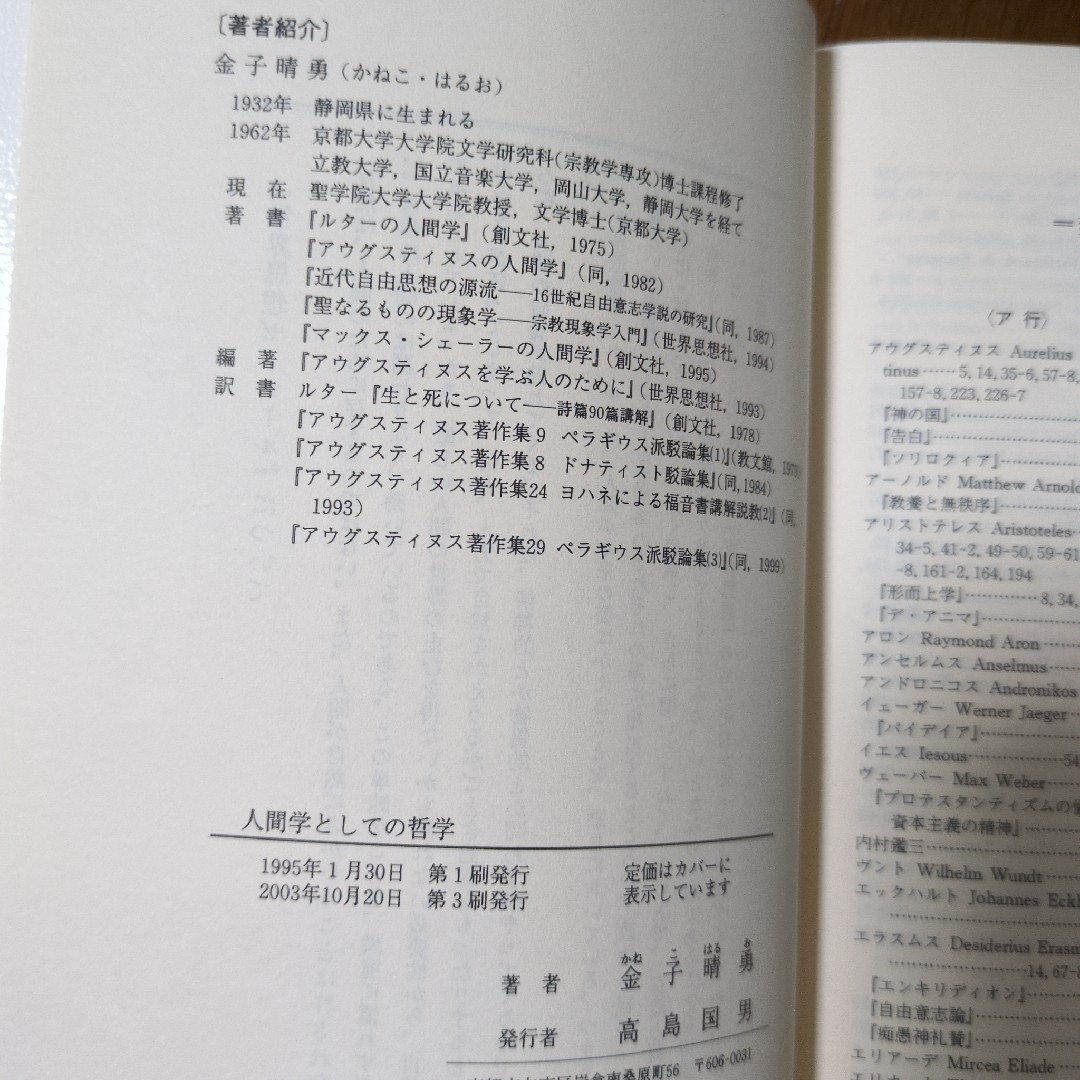 〔著者紹介〕
金子晴勇（かねこ・はるお）
1932年 静岡県に生まれる
1962年 京都大学大学院文学研究科（宗教学専攻）博士課程修了
立教大学，国立音楽大学，岡山大学，静岡大学を経て
現在 聖学院大学大学院教授，文学博士（京都大学）
著書 『ルターの人間学』（創文社，1975）
『アウグスティヌスの人間学』（同，1982）
『近代自由思想の源流――16世紀自由意志学説の研究』（同，1987）
『聖なるものの現象学――宗教現象学入門』（世界思想社，1994）
『マックス・シェーラーの人間学』（創文社，1995）
編著 『アウグスティヌスを学ぶ人のために』（世界思想社，1993）
訳書 ルター『生と死について――詩篇90篇講解』（創文社，1978）
『アウグスティヌス著作集9 ペラギウス派駁論集(1)』（教文館，1979）
『アウグスティヌス著作集8 ドナティスト駁論集』（同，1984）
『アウグスティヌス著作集24 ヨハネによる福音書講解説教(2)』（同，
1993）
『アウグスティヌス著作集29 ペラギウス派駁論集(3)』（同，1999）
人間学としての哲学
1995年1月30日 第1刷発行
2003年10月20日 第3刷発行
定価はカバーに
表示しています
著者 金子晴勇
かね こ はる お
発行者 高島国男
岩倉南桑原町56 〒606-0031
〈ア行〉
アウグスティヌス Aurelius
tinus……5, 14, 35-6, 57-8,
157-8, 223, 226-7
『神の国』
『告白』
『ソリロクィア』
アーノルド Matthew Arnol
『教養と無秩序』
アリストテレス Aristoteles
34-5, 41-2, 49-50, 59-61
-8, 161-2, 164, 194
『形而上学』……8, 34,
『デ・アニマ』
アロン Raymond Aron
アンセルムス Anselmus
アンドロニコス Andronikos
イェーガー Werner Jaeger
『パイデイア』
イエス Iesous……54
ヴェーバー Max Weber
『プロテスタンティズムの
資本主義の精神』
内村鑑三
ヴント Wilhelm Wundt
エックハルト Johannes Eck
エラスムス Desiderius Erasm
14, 67-8
『エンキリディオン』
『自由意志論』
『痴愚神礼賛』
エリアーデ Mircea Eliade